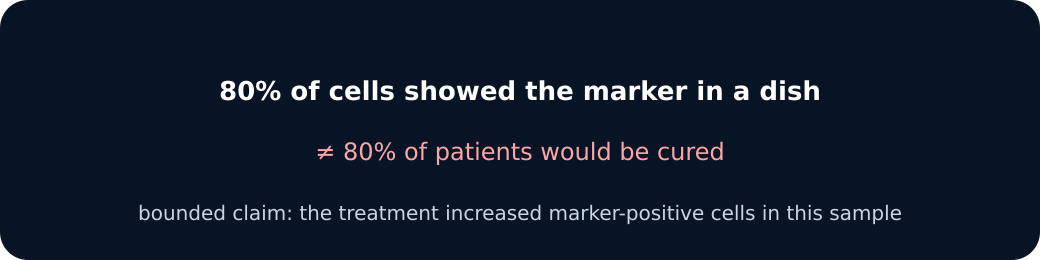 80% of cells showed the marker in a dish
≠ 80% of patients would be cured
bounded claim: the treatment increased marker-positive cells in this sample